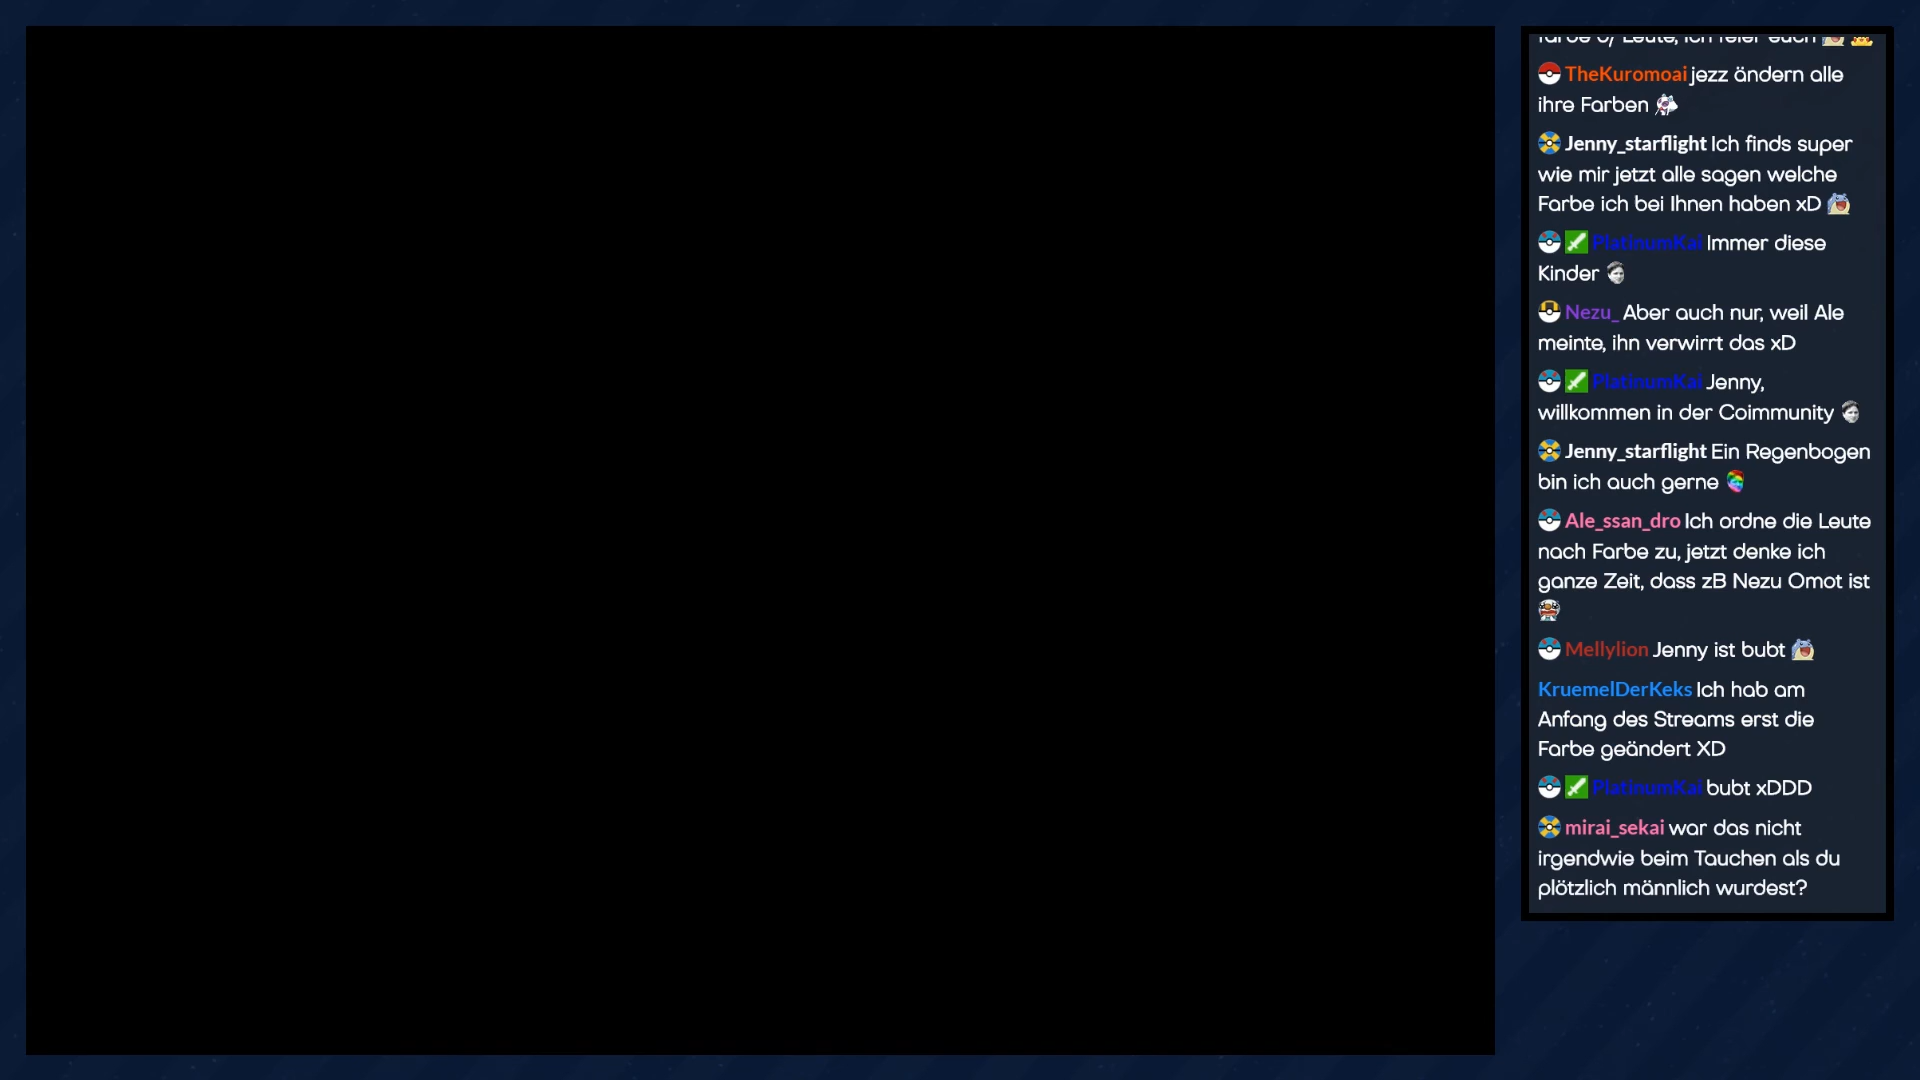 TheKuromoai jezz ändern alle
ihre Farben
Jenny_starflight Ich finds super
wie mir jetzt alle sagen welche
Farbe ich bei Ihnen haben xD
PlatinumKai Immer diese
Kinder
Nezu_ Aber auch nur, weil Ale
meinte, ihn verwirrt das xD
PlatinumKai Jenny,
willkommen in der Coimmunity
Jenny_starflight Ein Regenbogen
bin ich auch gerne
Ale_ssan_dro Ich ordne die Leute
nach Farbe zu, jetzt denke ich
ganze Zeit, dass zB Nezu Omot ist
Mellylion Jenny ist bubt
KruemelDerKeks Ich hab am
Anfang des Streams erst die
Farbe geändert XD
PlatinumKai bubt xDDD
mirai_sekai war das nicht
irgendwie beim Tauchen als du
plötzlich männlich wurdest?